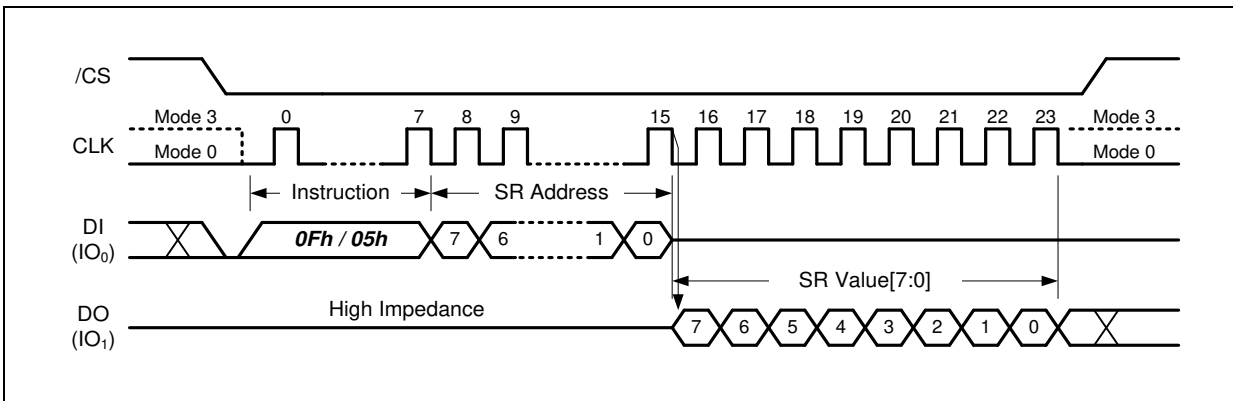 /CS
Mode 3 0 7 8 9 15 16 17 18 19 20 21 22 23 Mode 3
CLK
Mode 0 Mode 0
Instruction SR Address
DI
(IO0)
0Fh / 05h 7 6 1 0
SR Value[7:0]
High Impedance
DO
(IO1)
7 6 5 4 3 2 1 0